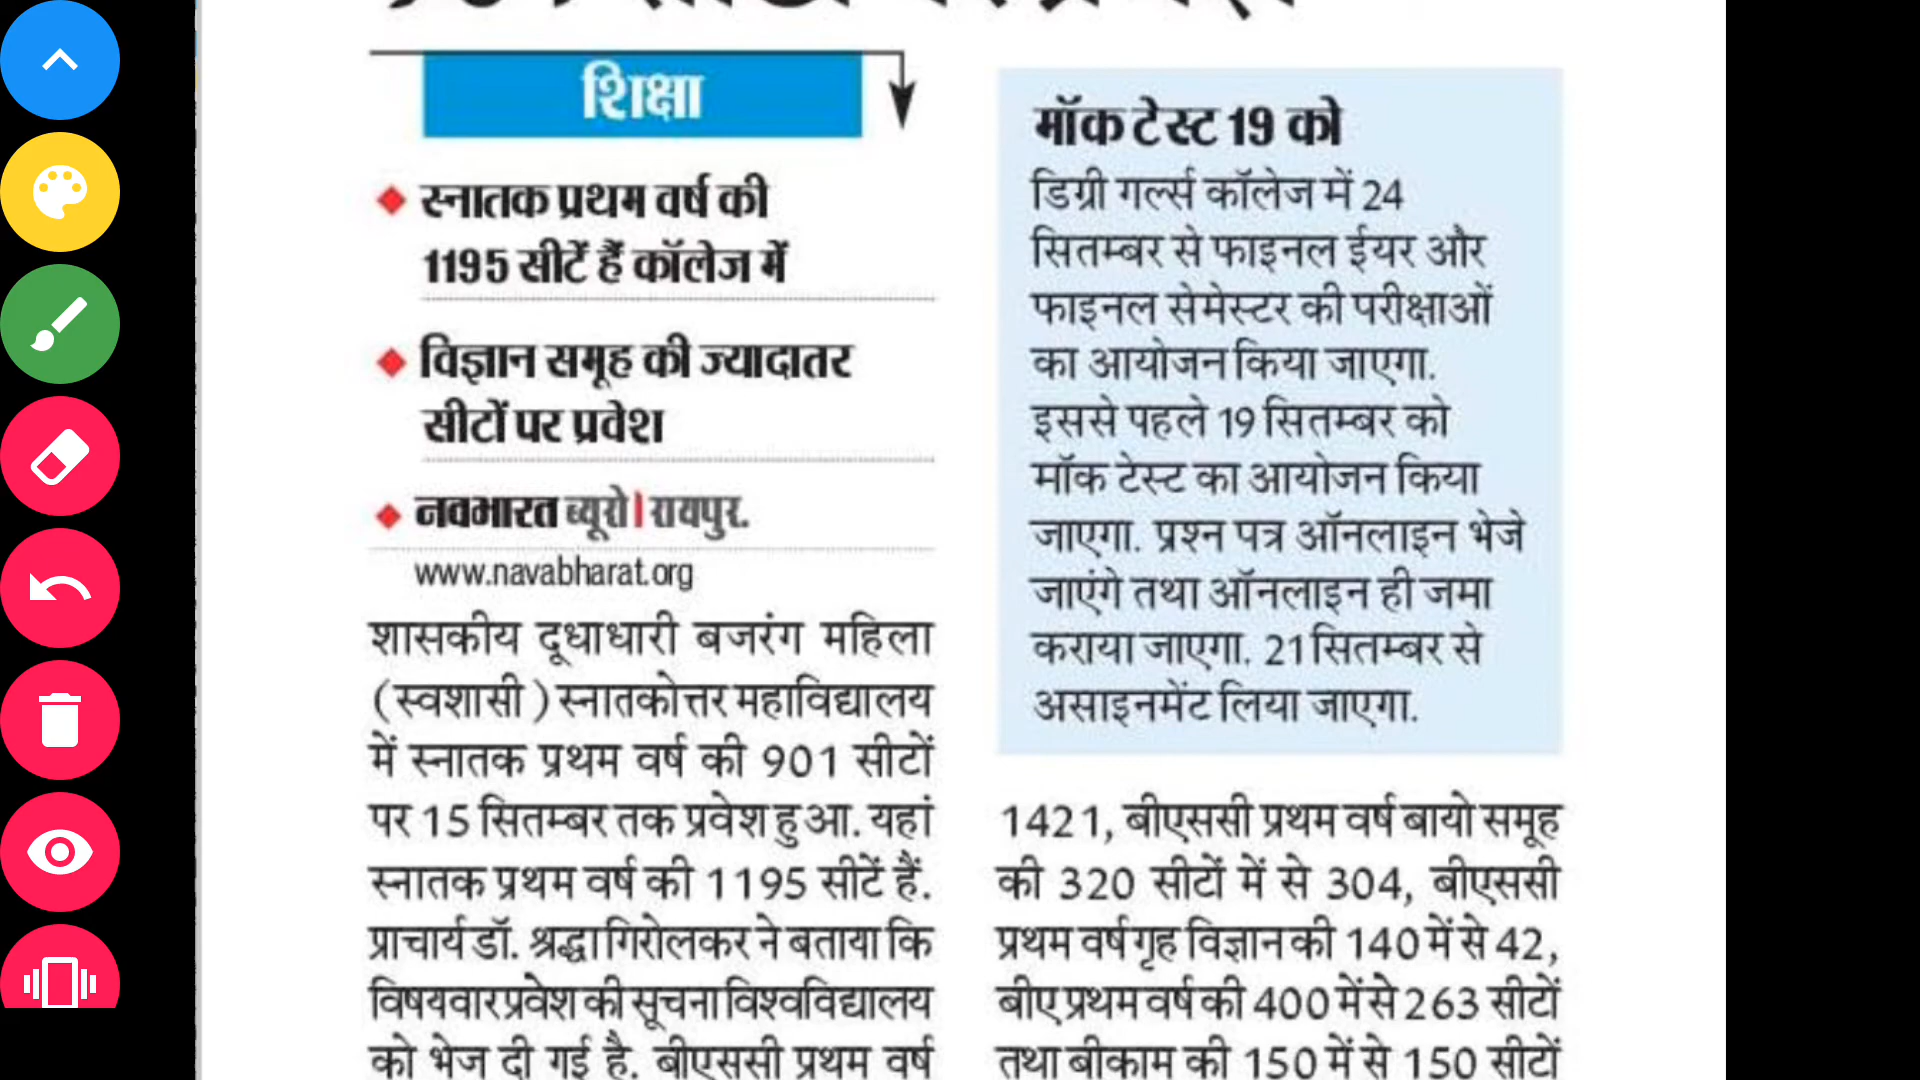 शिक्षा
स्नातक प्रथम वर्ष की
1195 सीटें हैं कॉलेज में
विज्ञान समूह की ज्यादातर
सीटों पर प्रवेश
नवभारत ब्यूरो | रायपुर.
www.navabharat.org
शासकीय दूधाधारी बजरंग महिला
(स्वशासी) स्नातकोत्तर महाविद्यालय
में स्नातक प्रथम वर्ष की 901 सीटों
पर 15 सितम्बर तक प्रवेश हुआ. यहां
स्नातक प्रथम वर्ष की 1195 सीटें हैं.
प्राचार्य डॉ. श्रद्धा गिरोलकर ने बताया कि
विषयवार प्रवेश की सूचना विश्वविद्यालय
को भेज दी गई है. बीएससी प्रथम वर्ष
मॉक टेस्ट 19 को
डिग्री गर्ल्स कॉलेज में 24
सितम्बर से फाइनल ईयर और
फाइनल सेमेस्टर की परीक्षाओं
का आयोजन किया जाएगा.
इससे पहले 19 सितम्बर को
मॉक टेस्ट का आयोजन किया
जाएगा. प्रश्न पत्र ऑनलाइन भेजे
जाएंगे तथा ऑनलाइन ही जमा
कराया जाएगा. 21 सितम्बर से
असाइनमेंट लिया जाएगा.
1421, बीएससी प्रथम वर्ष बायो समूह
की 320 सीटों में से 304, बीएससी
प्रथम वर्ष गृह विज्ञान की 140 में से 42,
बीए प्रथम वर्ष की 400 में से 263 सीटों
तथा बीकाम की 150 में से 150 सीटों